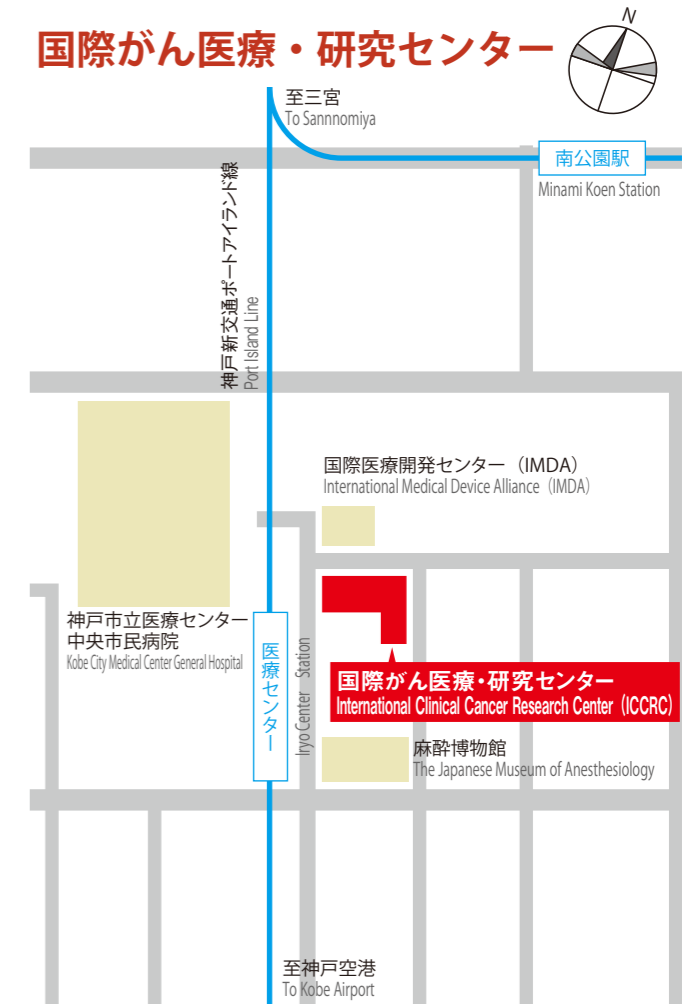 国際がん医療・研究センター
N
至三宮
To Sannnomiya
南公園駅
Minami Koen Station
神戸新交通ポートアイランド線
Port Island Line
国際医療開発センター（IMDA）
International Medical Device Alliance（IMDA）
神戸市立医療センター
中央市民病院
Kobe City Medical Center General Hospital
医療センター
Iryo Center Station
国際がん医療・研究センター
International Clinical Cancer Research Center（ICCRC）
麻酔博物館
The Japanese Museum of Anesthesiology
至神戸空港
To Kobe Airport